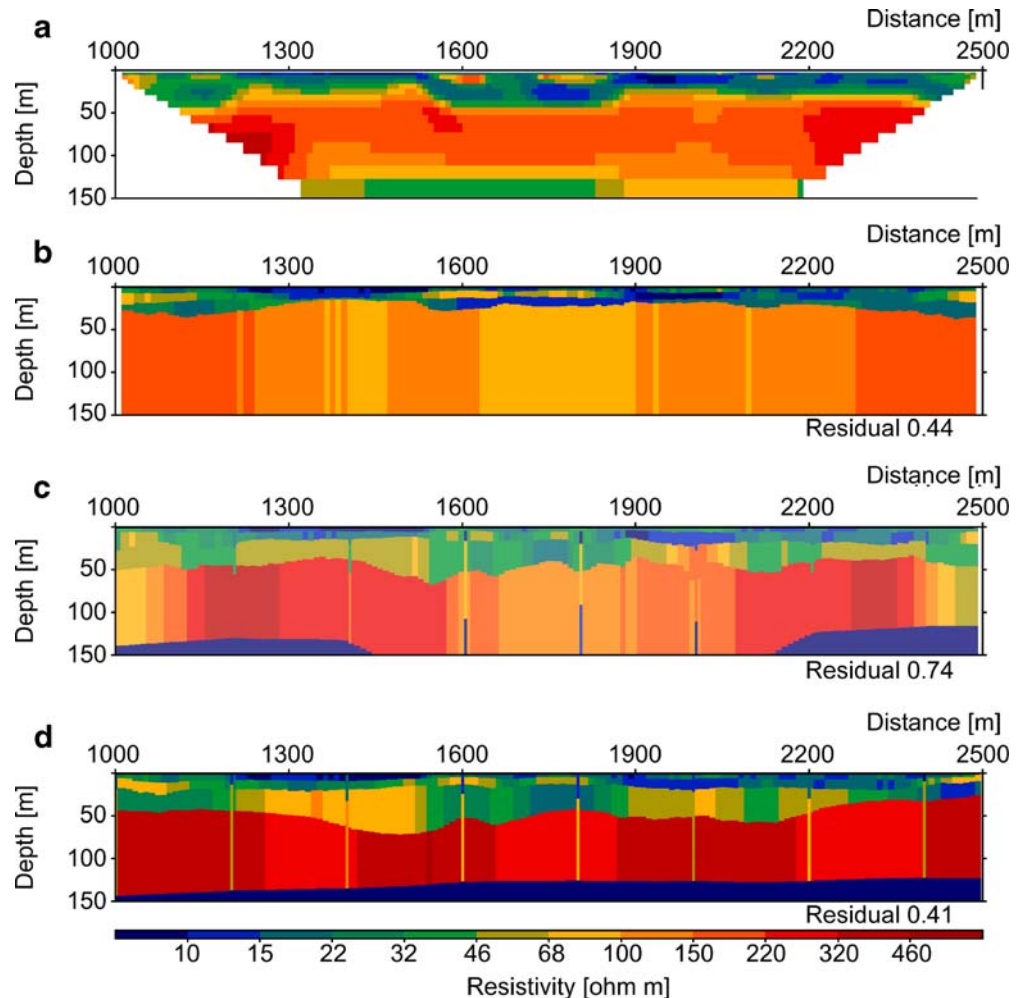 a
Distance [m]
1000 1300 1600 1900 2200 2500
Depth [m]
50
100
150
b
Distance [m]
1000 1300 1600 1900 2200 2500
Depth [m]
50
100
150
Residual 0.44
c
Distance [m]
1000 1300 1600 1900 2200 2500
Depth [m]
50
100
150
Residual 0.74
d
Distance [m]
1000 1300 1600 1900 2200 2500
Depth [m]
50
100
150
Residual 0.41
10 15 22 32 46 68 100 150 220 320 460
Resistivity [ohm m]